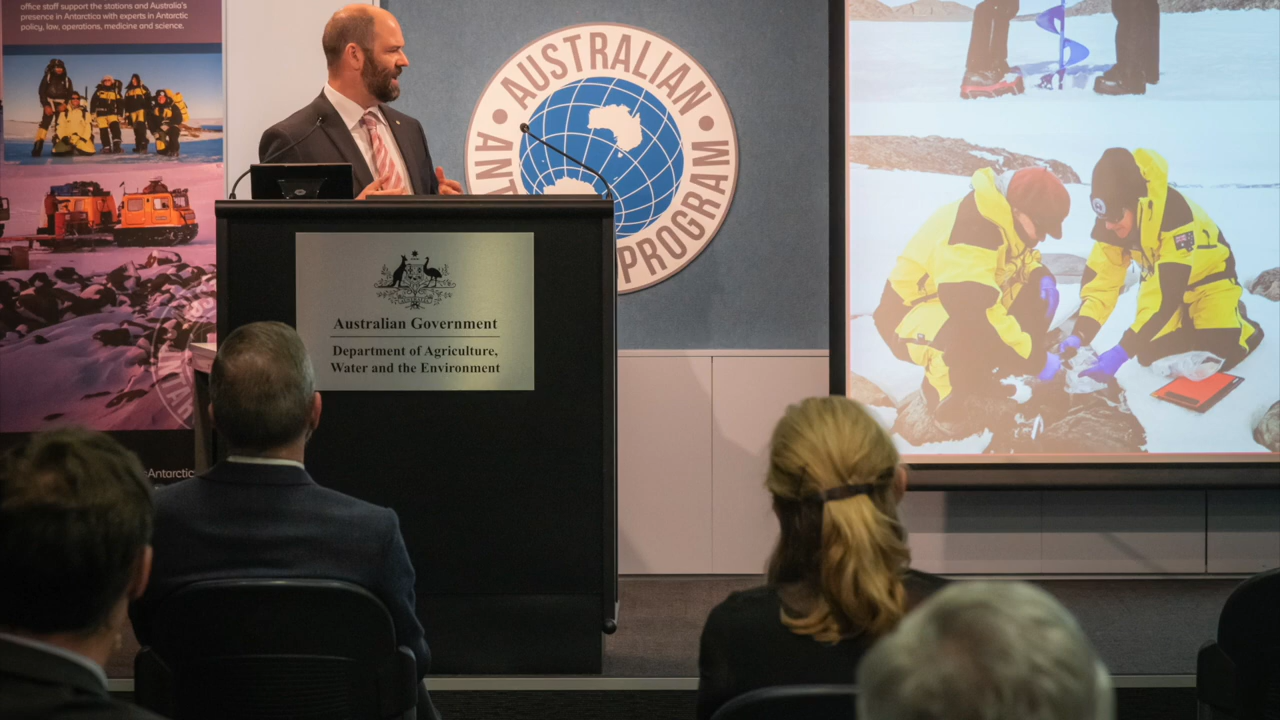 office staff support the stations and Australia's
presence in Antarctica with experts in Antarctic
policy, law, operations, medicine and science.
AUSTRALIAN
ANT
PROGRAM
Australian Government
Department of Agriculture,
Water and the Environment
Antarctic